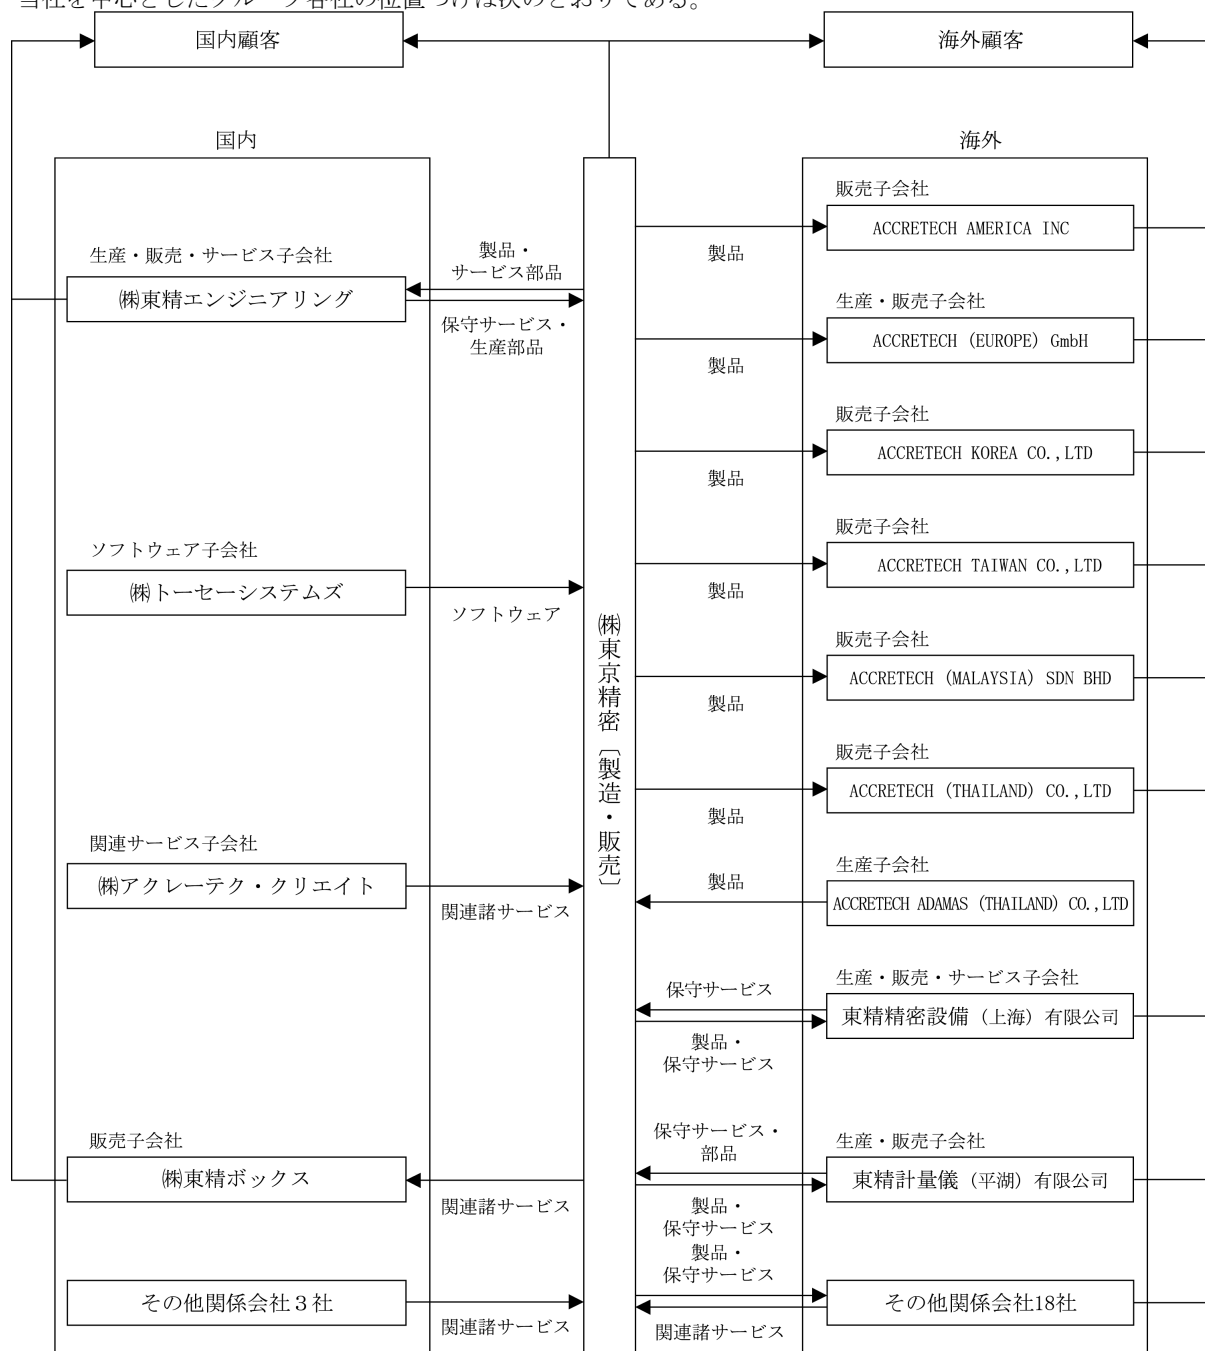 当社を中心としたグループ各社の位置づけは次のとおりである。
国内顧客
海外顧客
国内
海外
生産・販売・サービス子会社
㈱東精エンジニアリング
製品・
サービス部品
保守サービス・
生産部品
ソフトウェア子会社
㈱トーセーシステムズ
ソフトウェア
関連サービス子会社
㈱アクレーテク・クリエイト
関連諸サービス
販売子会社
㈱東精ボックス
関連諸サービス
その他関係会社3社
関連諸サービス
㈱東京精密〔製造・販売〕
販売子会社
ACCRETECH AMERICA INC
製品
生産・販売子会社
ACCRETECH (EUROPE) GmbH
製品
販売子会社
ACCRETECH KOREA CO.,LTD
製品
販売子会社
ACCRETECH TAIWAN CO.,LTD
製品
販売子会社
ACCRETECH (MALAYSIA) SDN BHD
製品
販売子会社
ACCRETECH (THAILAND) CO.,LTD
製品
生産子会社
製品
ACCRETECH ADAMAS (THAILAND) CO.,LTD
生産・販売・サービス子会社
保守サービス
東精精密設備（上海）有限公司
製品・
保守サービス
保守サービス・
部品
生産・販売子会社
東精計量儀（平湖）有限公司
製品・
保守サービス
製品・
保守サービス
その他関係会社18社
関連諸サービス